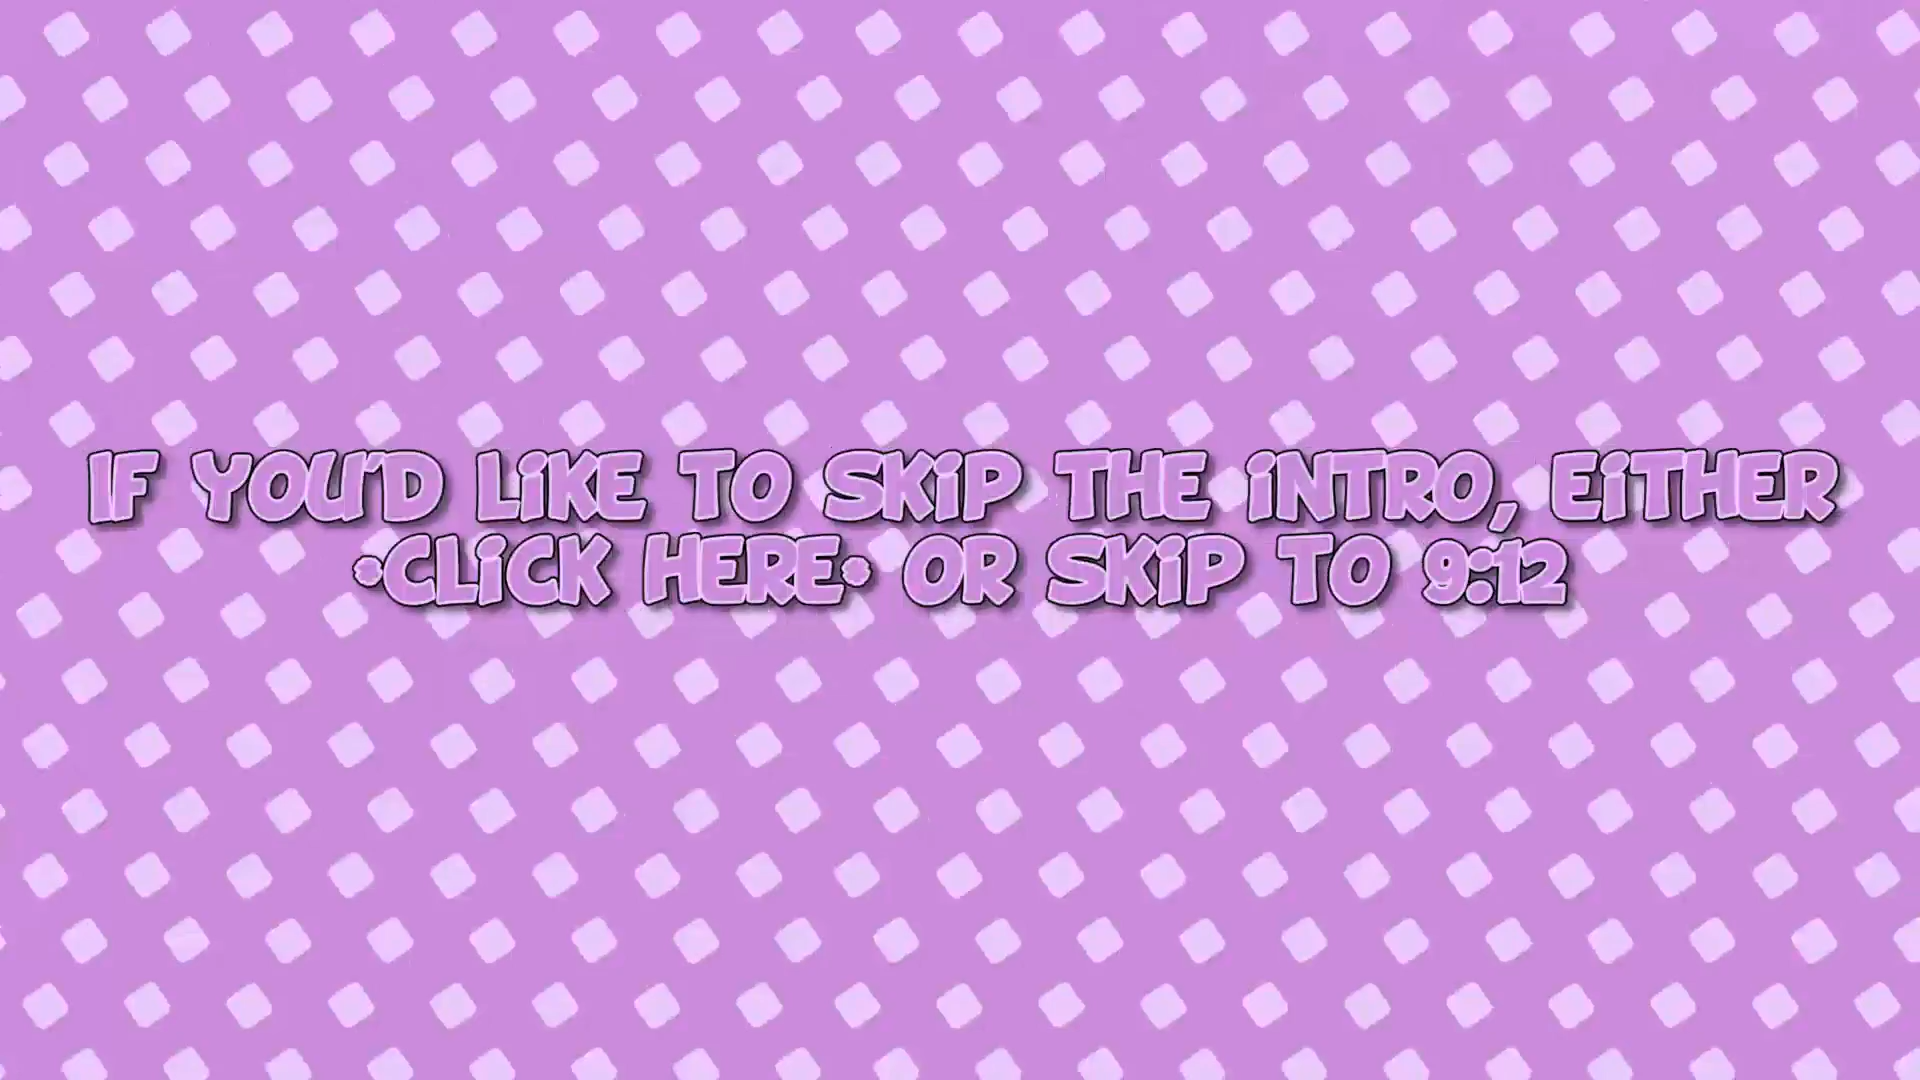 IF YOU'D LiKE TO SKiP THE iNTRO, EiTHER
•CLiCK HERE• OR SKiP TO 9:12